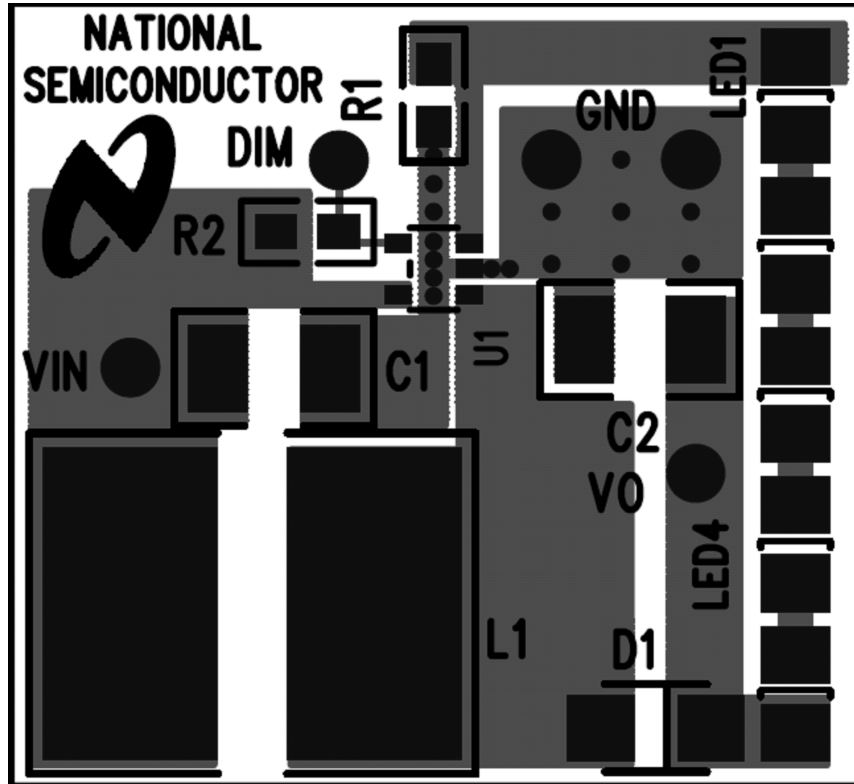 NATIONAL
SEMICONDUCTOR
R1
LED1
GND
DIM
R2
U1
VIN
C1
C2
VO
LED4
L1
D1